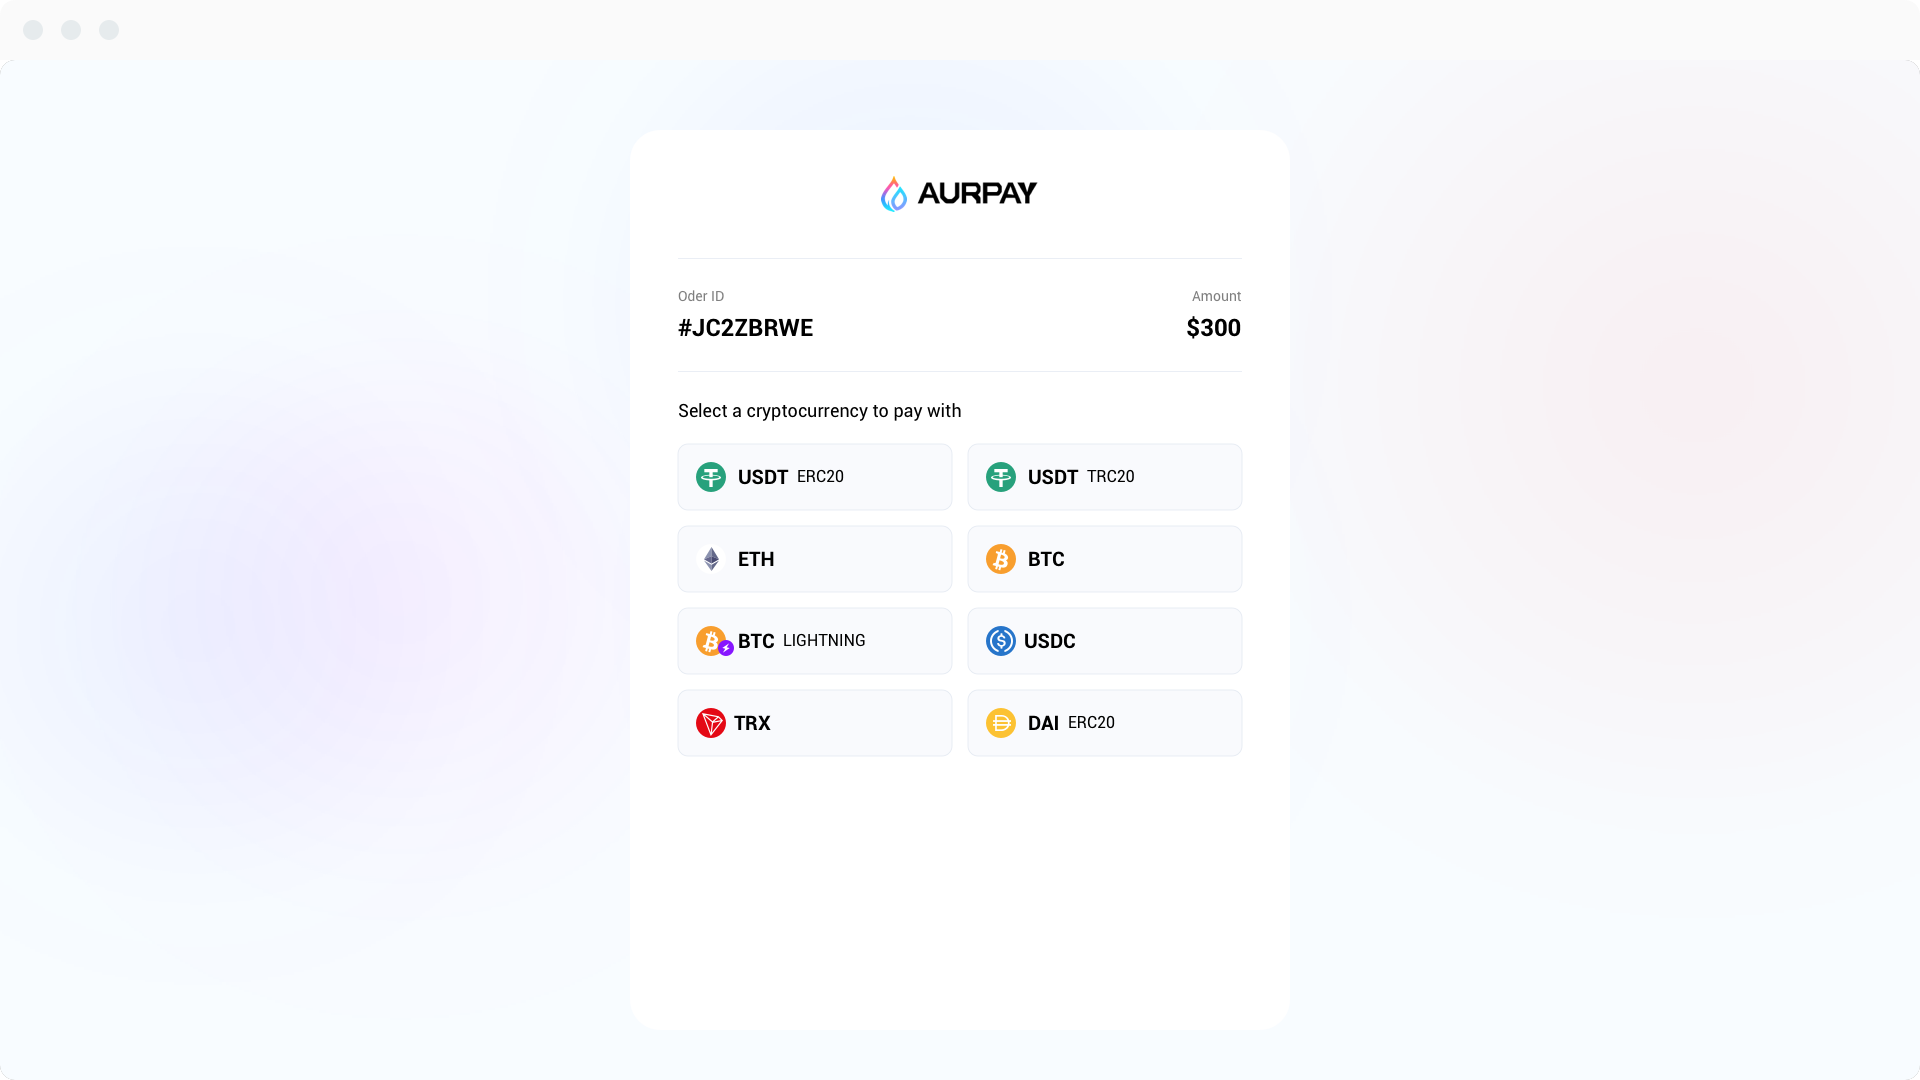 AURPAY
Oder ID
Amount
#JC2ZBRWE
$300
Select a cryptocurrency to pay with
USDT ERC20
USDT TRC20
ETH
BTC
BTC LIGHTNING
USDC
TRX
DAI ERC20